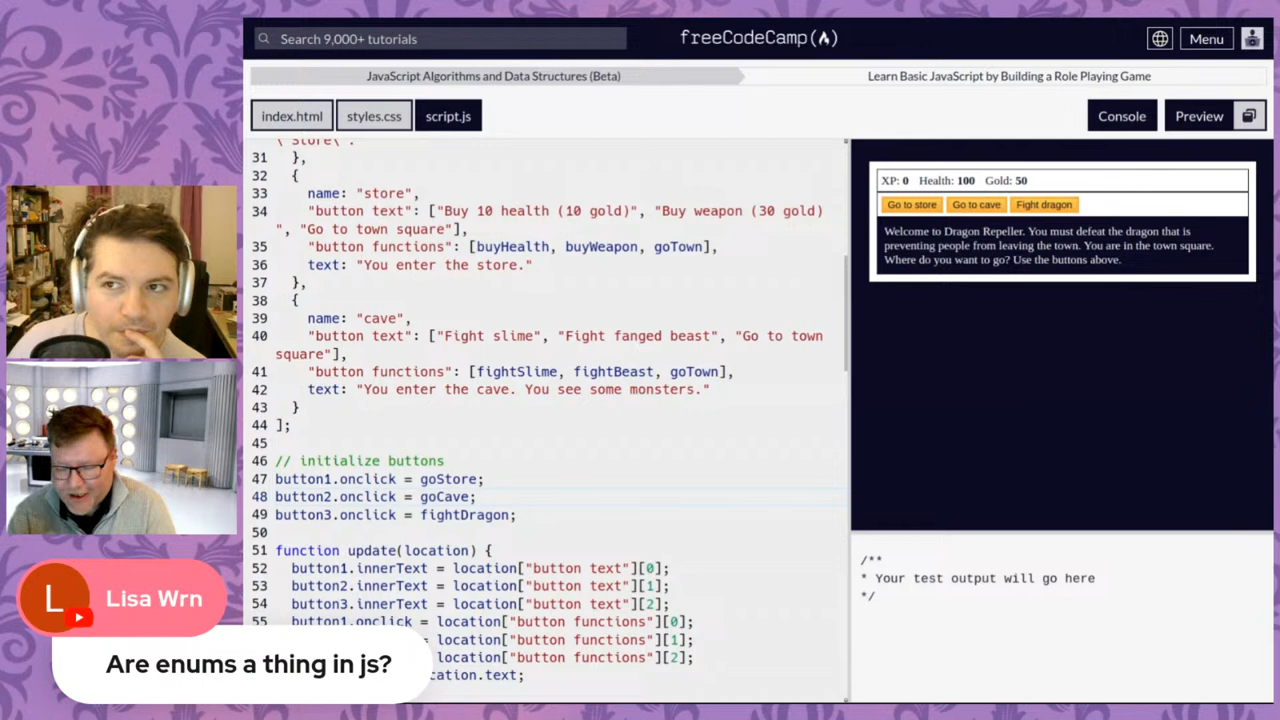 Search 9,000+ tutorials
freeCodeCamp
Menu
JavaScript Algorithms and Data Structures (Beta)
Learn Basic JavaScript by Building a Role Playing Game
index.html
styles.css
script.js
Console
Preview
\"Store\".
31 },
32 {
33 name: "store",
34 "button text": ["Buy 10 health (10 gold)", "Buy weapon (30 gold)
", "Go to town square"],
35 "button functions": [buyHealth, buyWeapon, goTown],
36 text: "You enter the store."
37 },
38 {
39 name: "cave",
40 "button text": ["Fight slime", "Fight fanged beast", "Go to town
square"],
41 "button functions": [fightSlime, fightBeast, goTown],
42 text: "You enter the cave. You see some monsters."
43 }
44 ];
45
46 // initialize buttons
47 button1.onclick = goStore;
48 button2.onclick = goCave;
49 button3.onclick = fightDragon;
50
51 function update(location) {
52 button1.innerText = location["button text"][0];
53 button2.innerText = location["button text"][1];
54 button3.innerText = location["button text"][2];
55 button1.onclick = location["button functions"][0];
= location["button functions"][1];
location["button functions"][2];
cation.text;
XP: 0 Health: 100 Gold: 50
Go to store
Go to cave
Fight dragon
Welcome to Dragon Repeller. You must defeat the dragon that is
preventing people from leaving the town. You are in the town square.
Where do you want to go? Use the buttons above.
/**
* Your test output will go here
*/
L
Lisa Wrn
Are enums a thing in js?